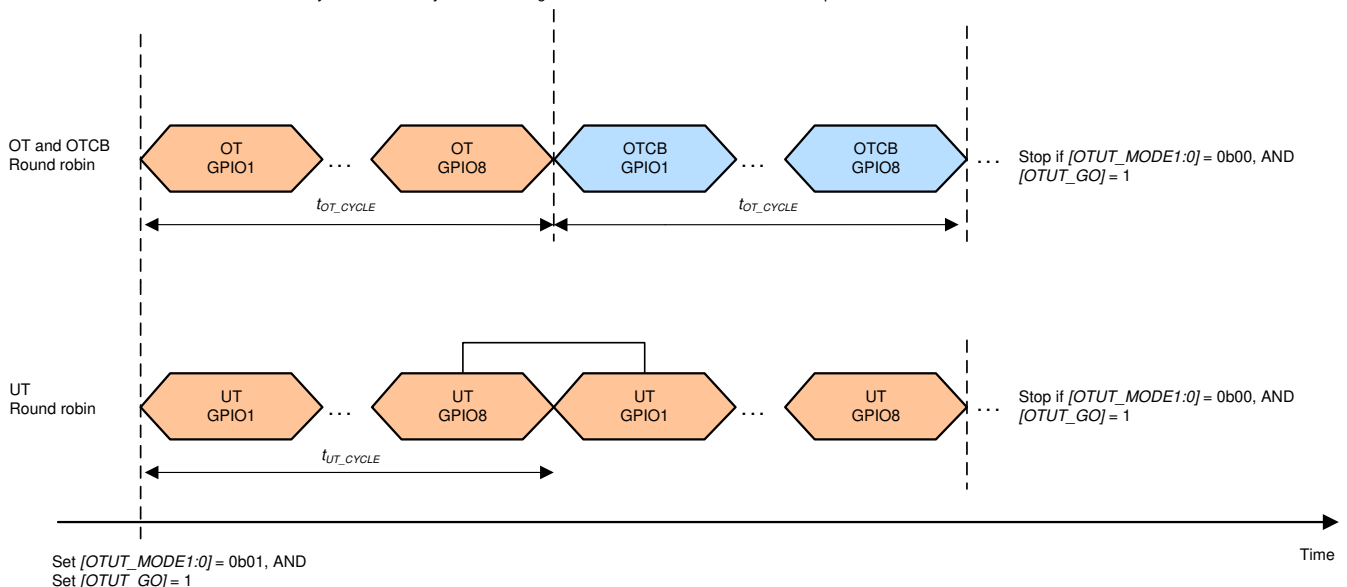 OT and OTCB
Round robin
OT
GPIO1
...
OT
GPIO8
OTCB
GPIO1
...
OTCB
GPIO8
...
Stop if [OTUT_MODE1:0] = 0b00, AND
[OTUT_GO] = 1
tOT_CYCLE
tOT_CYCLE
UT
Round robin
UT
GPIO1
...
UT
GPIO8
UT
GPIO1
...
UT
GPIO8
...
Stop if [OTUT_MODE1:0] = 0b00, AND
[OTUT_GO] = 1
tUT_CYCLE
Time
Set [OTUT_MODE1:0] = 0b01, AND
Set [OTUT_GO] = 1